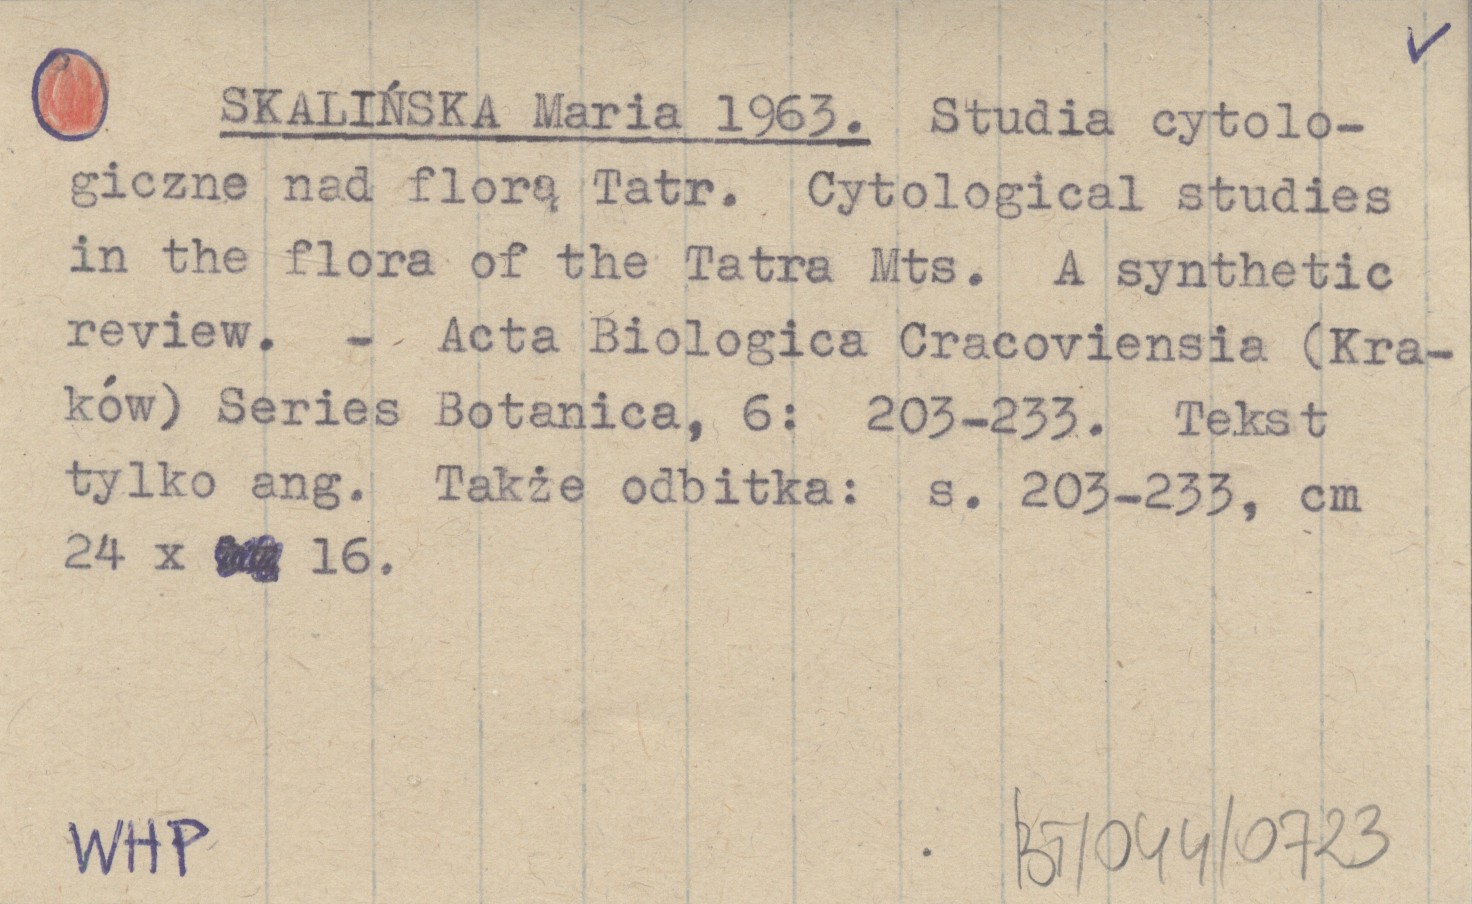 SKALIŃSKA Maria 1963. Studia cytolo-
giczne nad florą Tatr. Cytological studies
in the flora of the Tatra Mts. A synthetic
review. - Acta Biologica Cracoviensia (Kra-
ków) Series Botanica, 6: 203-233. Tekst
tylko ang. Także odbitka: s. 203-233, cm
24 x 16.
WHP
BT/044/0723